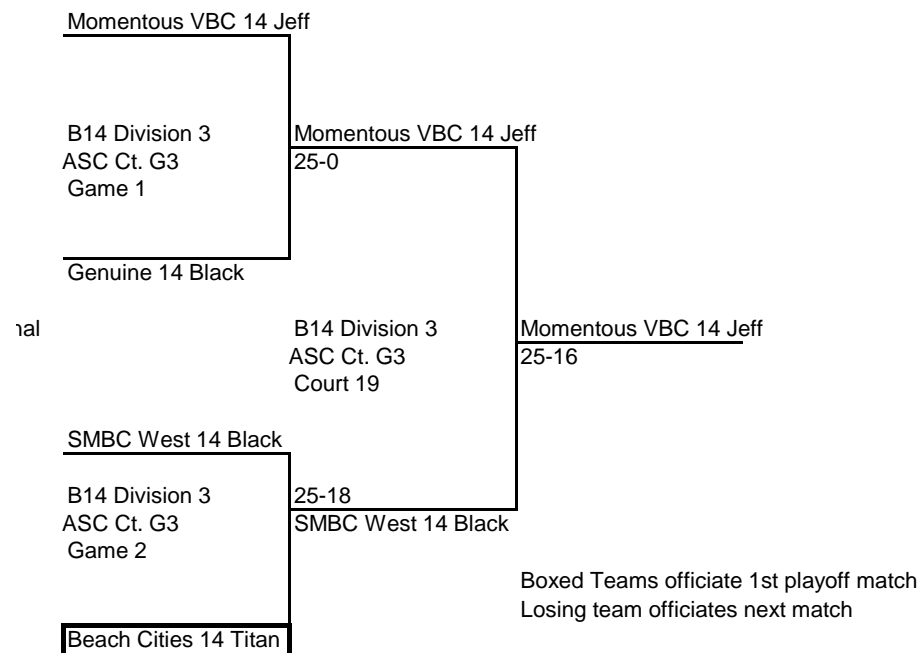 Momentous VBC 14 Jeff
B14 Division 3
ASC Ct. G3
Game 1
Momentous VBC 14 Jeff
25-0
Genuine 14 Black
B14 Division 3
ASC Ct. G3
Court 19
Momentous VBC 14 Jeff
25-16
SMBC West 14 Black
B14 Division 3
ASC Ct. G3
Game 2
25-18
SMBC West 14 Black
Boxed Teams officiate 1st playoff match
Losing team officiates next match
Beach Cities 14 Titan